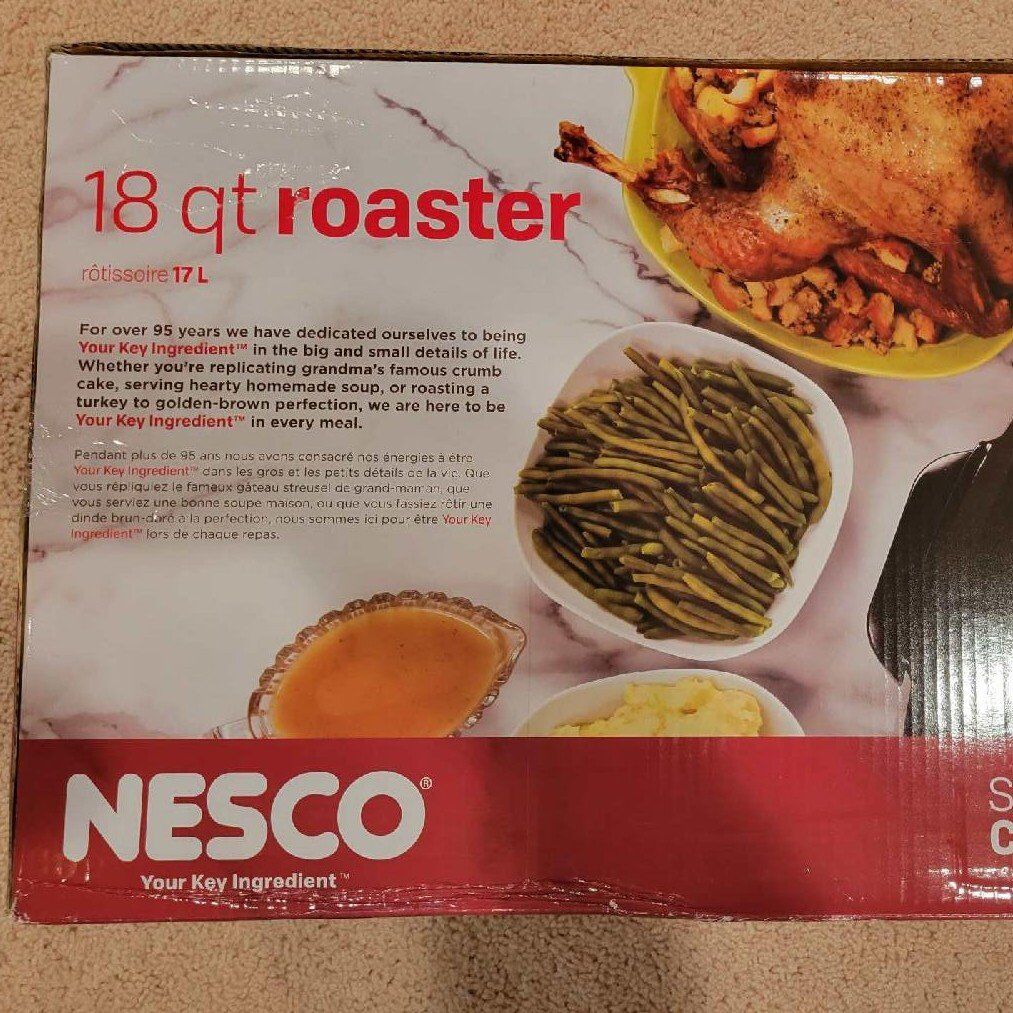 18 qt roaster
rôtissoire 17 L
For over 95 years we have dedicated ourselves to being
Your Key Ingredient™ in the big and small details of life.
Whether you're replicating grandma's famous crumb
cake, serving hearty homemade soup, or roasting a
turkey to golden-brown perfection, we are here to be
Your Key Ingredient™ in every meal.
Pendant plus de 95 ans nous avons consacré nos énergies à être
Your Key Ingredient™ dans les gros et les petits détails de la vie. Que
vous répliquiez le fameux gâteau streusel de grand-maman, que
vous serviez une bonne soupe maison, ou que vous fassiez rôtir une
dinde brun-doré à la perfection, nous sommes ici pour être Your Key
Ingredient™ lors de chaque repas.
NESCO®
Your Key Ingredient™
S
C